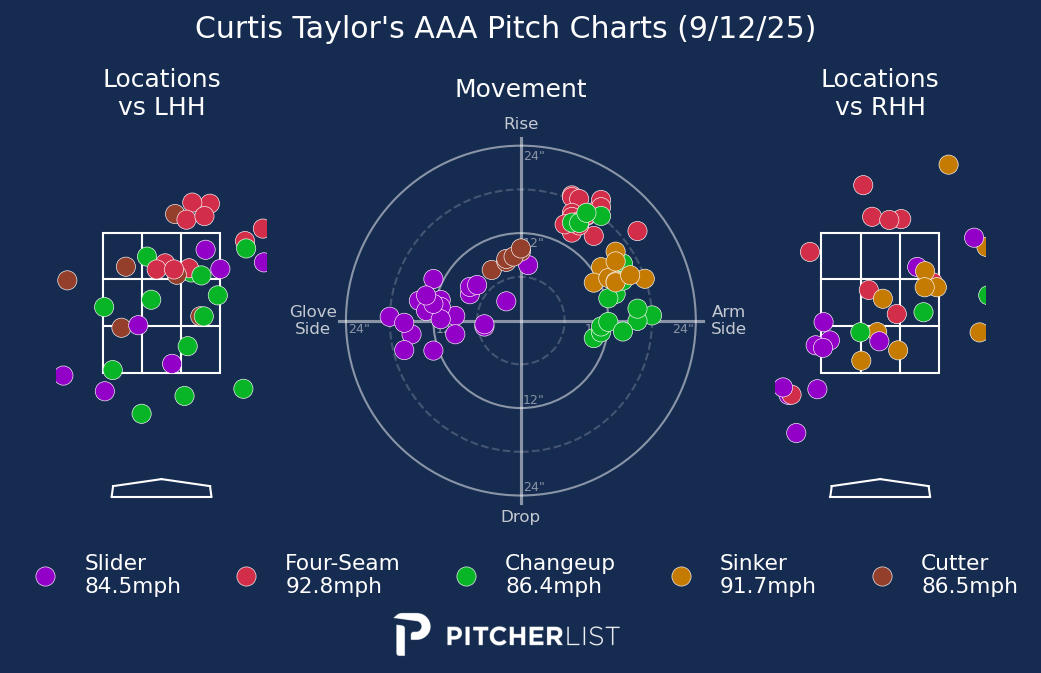 Curtis Taylor's AAA Pitch Charts (9/12/25)
Locations
vs LHH
Movement
Locations
vs RHH
Rise
24"
12"
Glove
Side
24"
24"
Arm
Side
12"
24"
Drop
Slider
84.5mph
Four-Seam
92.8mph
Changeup
86.4mph
Sinker
91.7mph
Cutter
86.5mph
PITCHERLIST